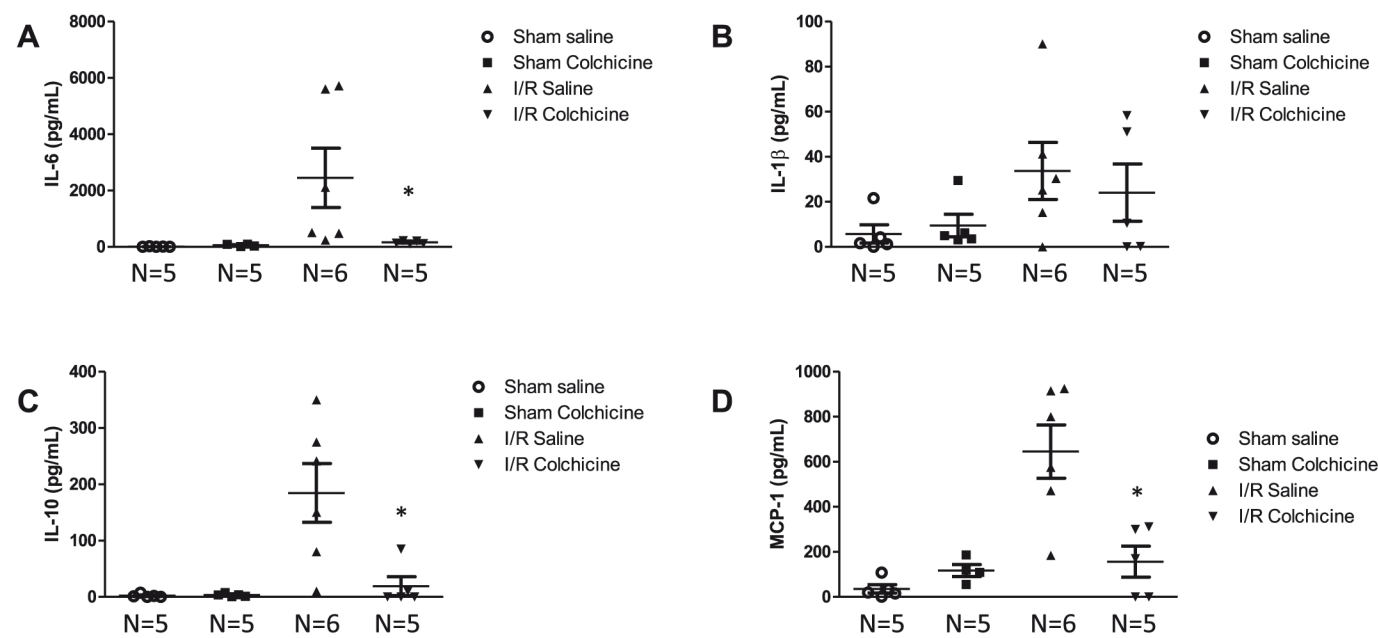 A
8000
6000
4000
2000
0
IL-6 (pg/mL)
*
N=5
N=5
N=6
N=5
Sham saline
Sham Colchicine
I/R Saline
I/R Colchicine
B
100
80
60
40
20
0
IL-1β (pg/mL)
N=5
N=5
N=6
N=5
Sham saline
Sham Colchicine
I/R Saline
I/R Colchicine
C
400
300
200
100
0
IL-10 (pg/mL)
*
N=5
N=5
N=6
N=5
Sham saline
Sham Colchicine
I/R Saline
I/R Colchicine
D
1000
800
600
400
200
0
MCP-1 (pg/mL)
*
N=5
N=5
N=6
N=5
Sham saline
Sham Colchicine
I/R Saline
I/R Colchicine